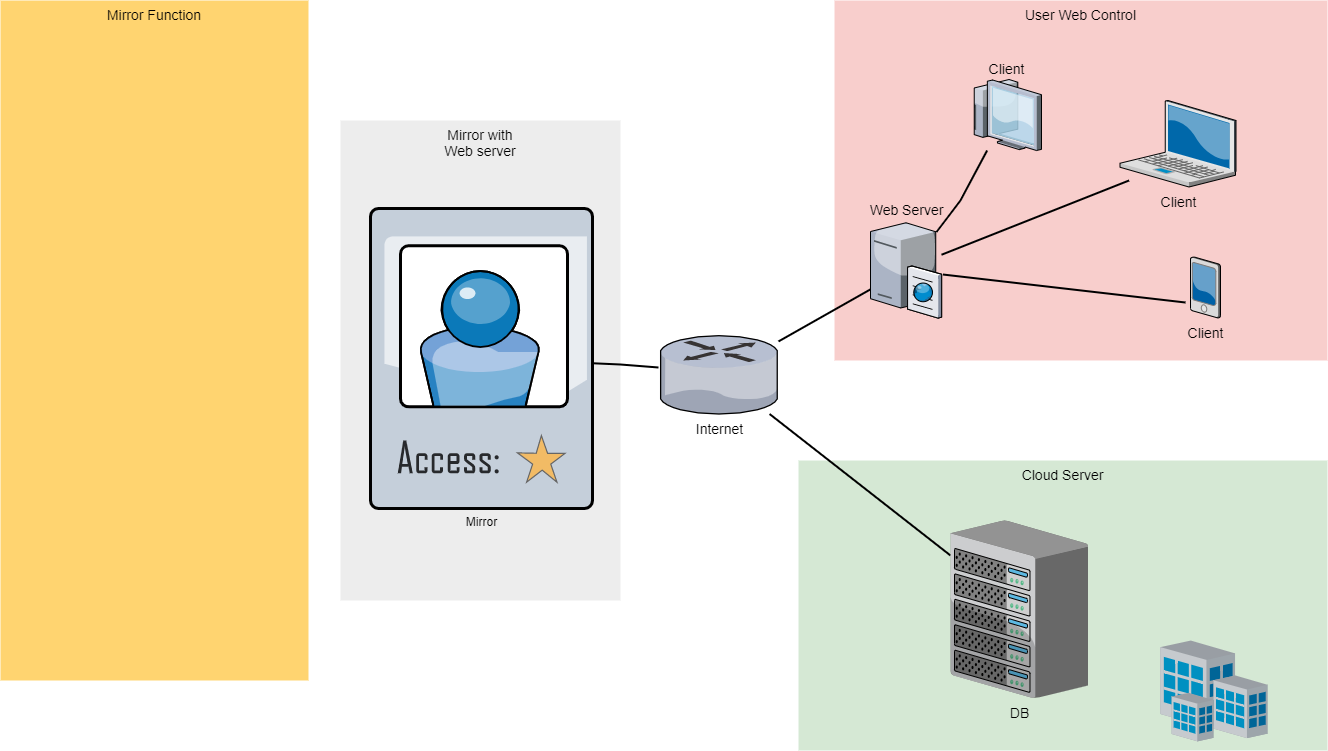 Mirror Function
Mirror with
Web server
Access:
Mirror
Internet
User Web Control
Client
Client
Web Server
Client
Cloud Server
DB